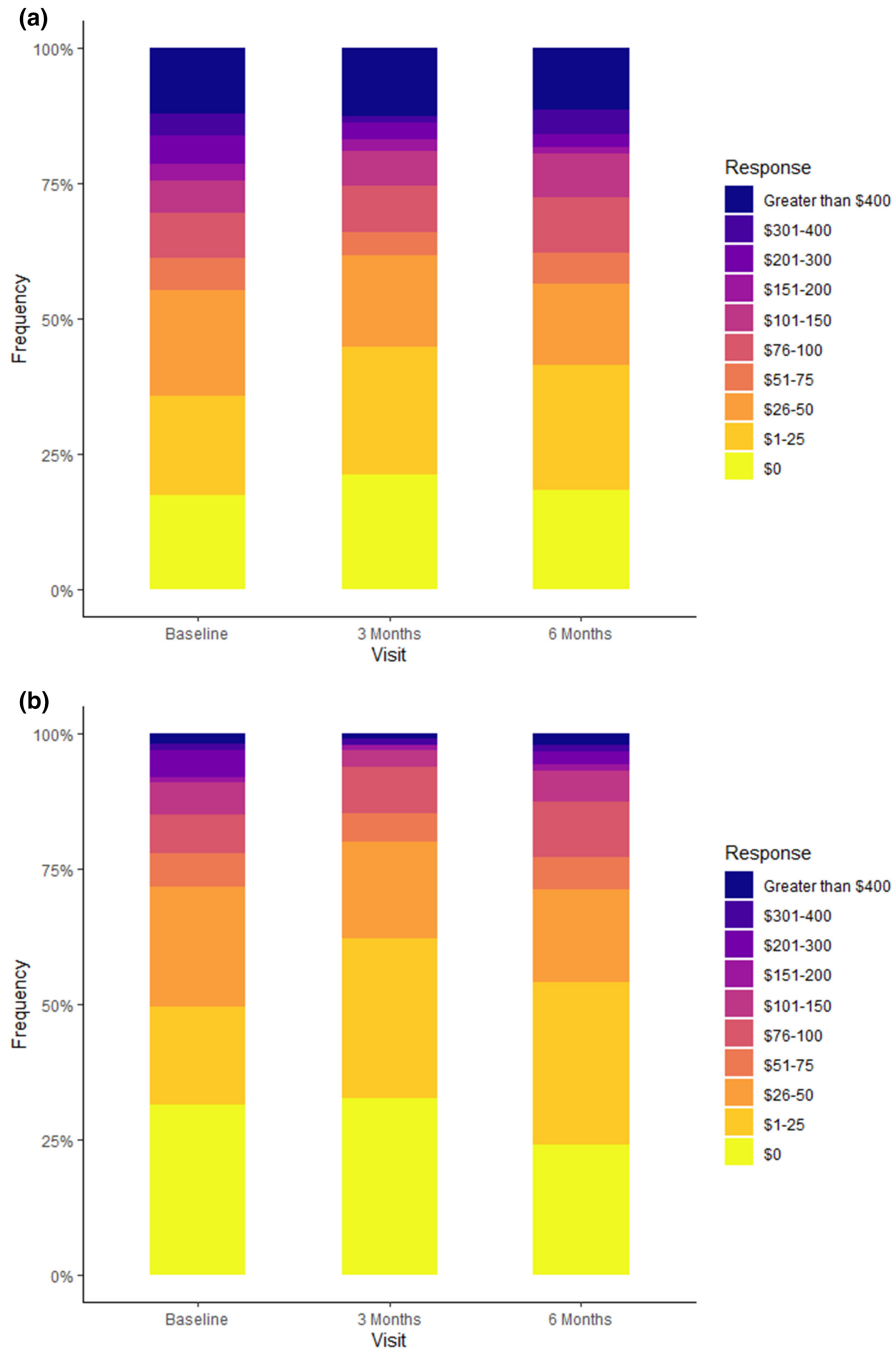 (a)
100%
75%
50%
25%
0%
Frequency
Baseline
3 Months
6 Months
Visit
Response
Greater than $400
$301-400
$201-300
$151-200
$101-150
$76-100
$51-75
$26-50
$1-25
$0
(b)
100%
75%
50%
25%
0%
Frequency
Baseline
3 Months
6 Months
Visit
Response
Greater than $400
$301-400
$201-300
$151-200
$101-150
$76-100
$51-75
$26-50
$1-25
$0